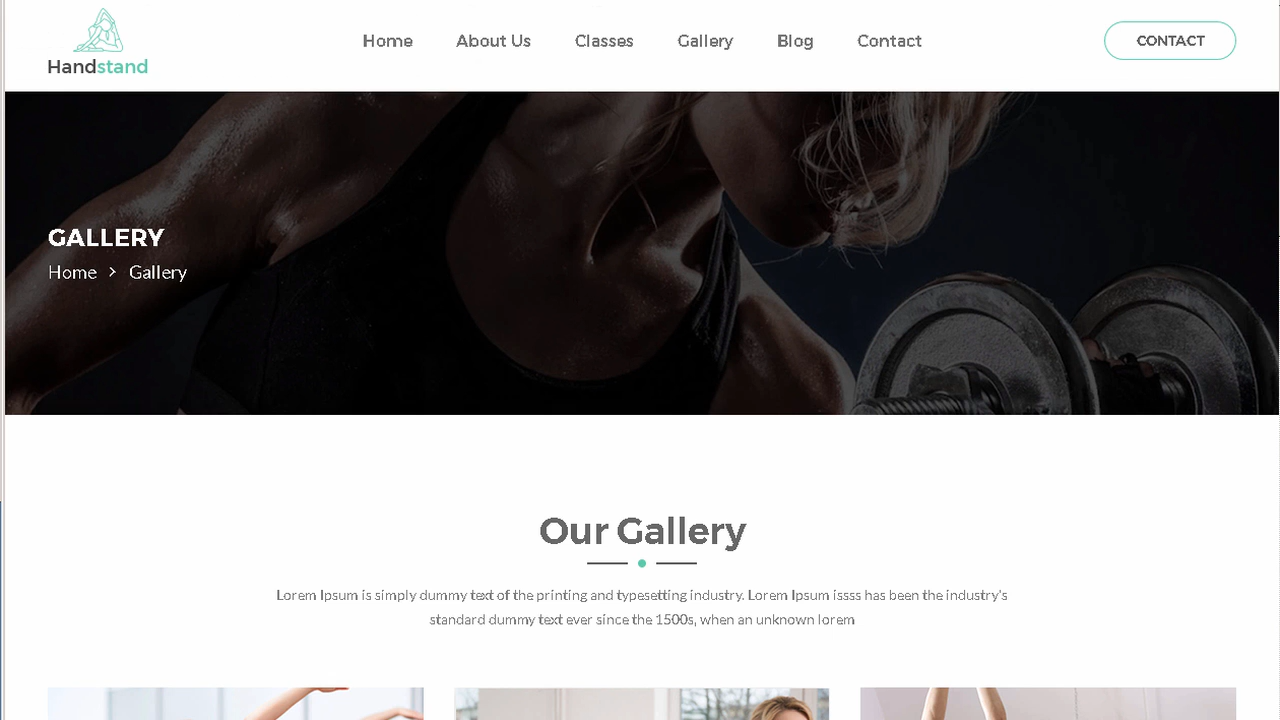 Handstand
Home About Us Classes Gallery Blog Contact
CONTACT
GALLERY
Home > Gallery
Our Gallery
Lorem Ipsum is simply dummy text of the printing and typesetting industry. Lorem Ipsum issss has been the industry's
standard dummy text ever since the 1500s, when an unknown lorem